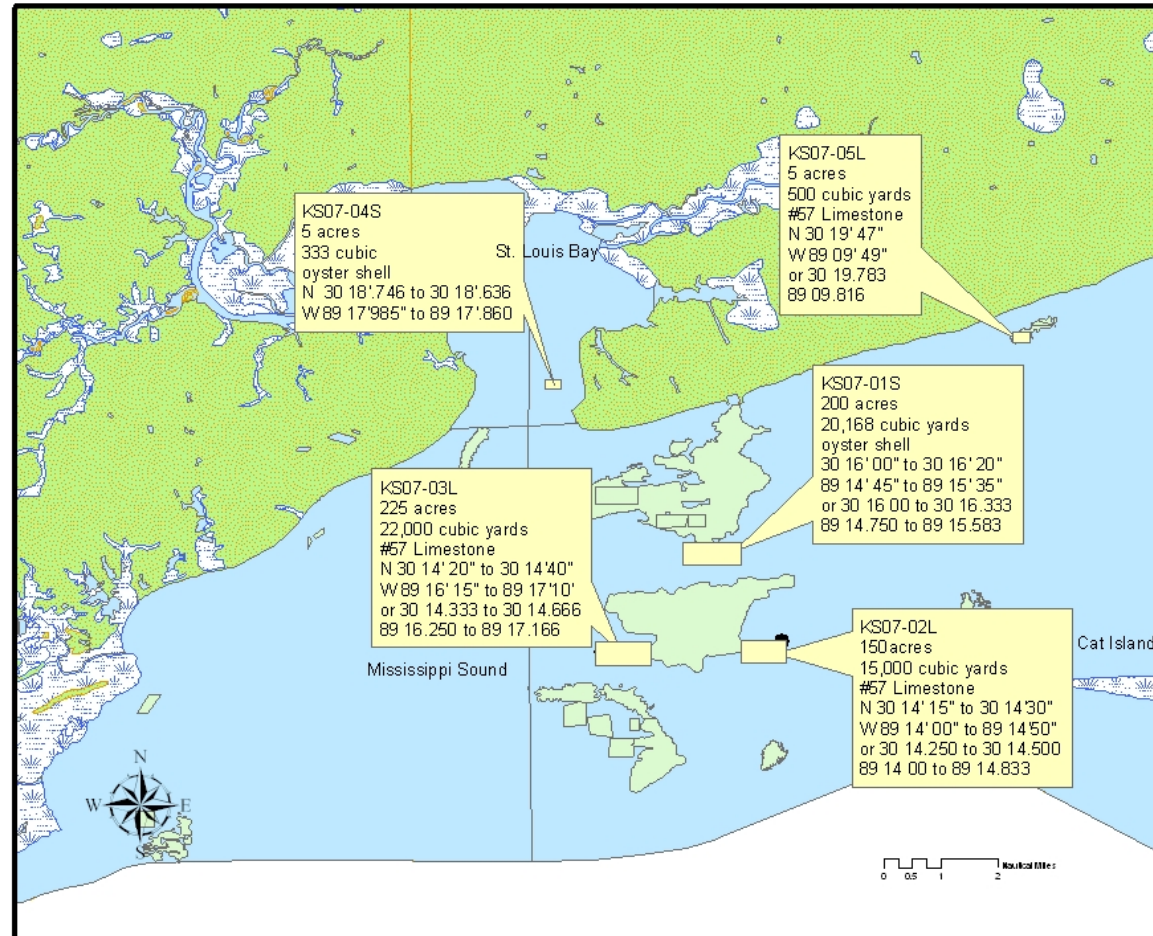 KS07-05L
5 acres
500 cubic yards
#57 Limestone
N 30 19' 47"
W 89 09' 49"
or 30 19.783
89 09.816
KS07-04S
5 acres
333 cubic
oyster shell
N 30 18'.746 to 30 18'.636
W89 17'985" to 89 17'.860
St. Louis Bay
KS07-01S
200 acres
20,168 cubic yards
oyster shell
30 16' 00" to 30 16' 20"
89 14' 45" to 89 15' 35"
or 30 16 00 to 30 16.333
89 14.750 to 89 15.583
KS07-03L
225 acres
22,000 cubic yards
#57 Limestone
N 30 14' 20" to 30 14'40"
W 89 16' 15" to 89 17'10'
or 30 14.333 to 30 14.666
89 16.250 to 89 17.166
KS07-02L
150 acres
15,000 cubic yards
#57 Limestone
N 30 14' 15" to 30 14'30"
W 89 14' 00" to 89 14'50"
or 30 14.250 to 30 14.500
89 14 00 to 89 14.833
Cat Island
Mississippi Sound
N
W E
S
Nautical Miles
0 0.5 1 2